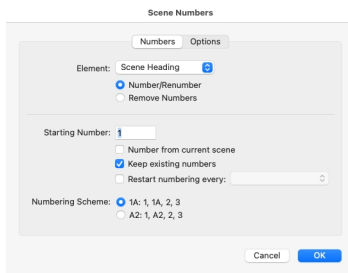 Scene Numbers
Numbers Options
Element: Scene Heading
Number/Renumber
Remove Numbers
Starting Number: 1
Number from current scene
Keep existing numbers
Restart numbering every:
Numbering Scheme: 1A: 1, 1A, 2, 3
A2: 1, A2, 2, 3
Cancel OK